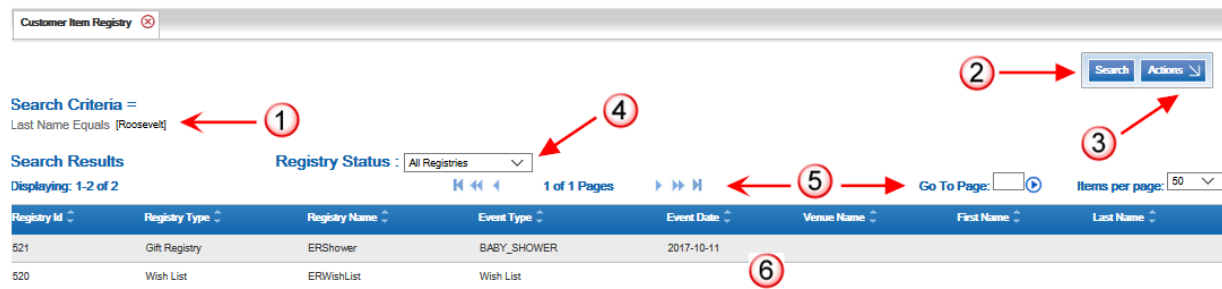 Customer Item Registry
2 Search Actions
Search Criteria =
Last Name Equals [Roosevelt] 1
3
4
Search Results Registry Status : All Registries
Displaying: 1-2 of 2 1 of 1 Pages 5 Go To Page: Items per page: 50
Registry Id Registry Type Registry Name Event Type Event Date Venue Name First Name Last Name
521 Gift Registry ERShower BABY_SHOWER 2017-10-11
520 Wish List ERWishList Wish List
6